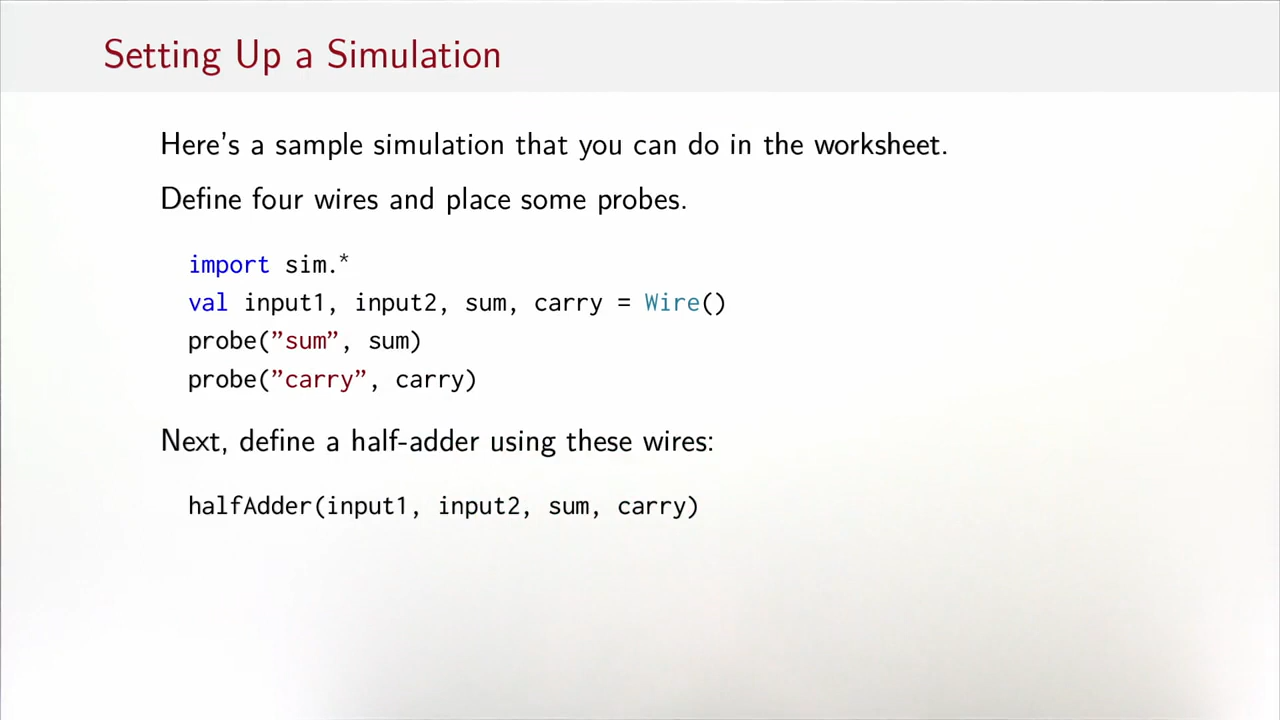 Setting Up a Simulation
Here's a sample simulation that you can do in the worksheet.
Define four wires and place some probes.
import sim.*
val input1, input2, sum, carry = Wire()
probe(”sum”, sum)
probe(”carry”, carry)
Next, define a half-adder using these wires:
halfAdder(input1, input2, sum, carry)